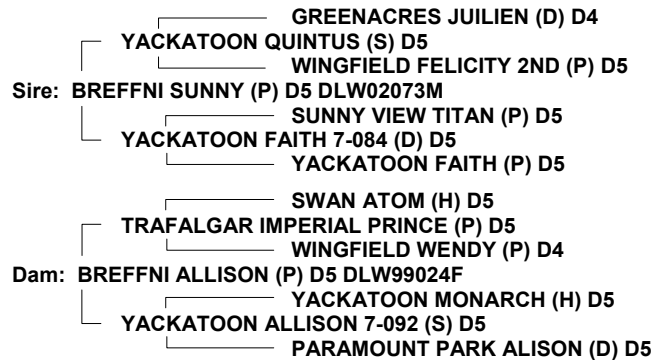 GREENACRES JUILIEN (D) D4
YACKATOON QUINTUS (S) D5
WINGFIELD FELICITY 2ND (P) D5
Sire: BREFFNI SUNNY (P) D5 DLW02073M
SUNNY VIEW TITAN (P) D5
YACKATOON FAITH 7-084 (D) D5
YACKATOON FAITH (P) D5
SWAN ATOM (H) D5
TRAFALGAR IMPERIAL PRINCE (P) D5
WINGFIELD WENDY (P) D4
Dam: BREFFNI ALLISON (P) D5 DLW99024F
YACKATOON MONARCH (H) D5
YACKATOON ALLISON 7-092 (S) D5
PARAMOUNT PARK ALISON (D) D5